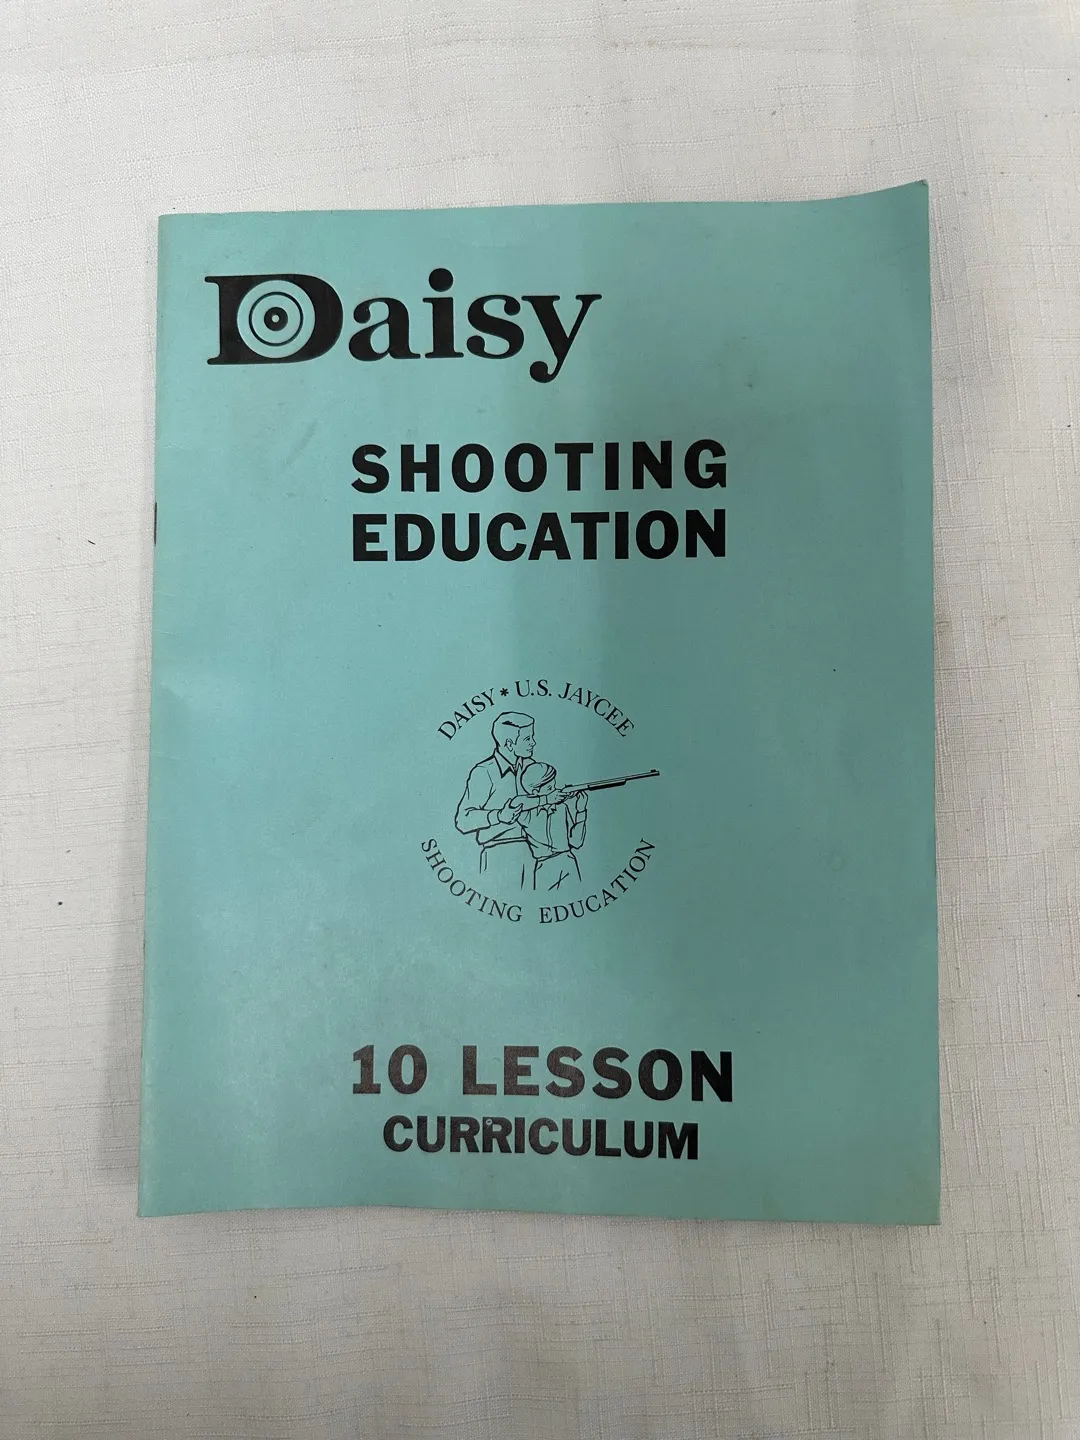 Daisy
SHOOTING
EDUCATION
DAISY * U.S. JAYCEE
SHOOTING EDUCATION
10 LESSON
CURRICULUM